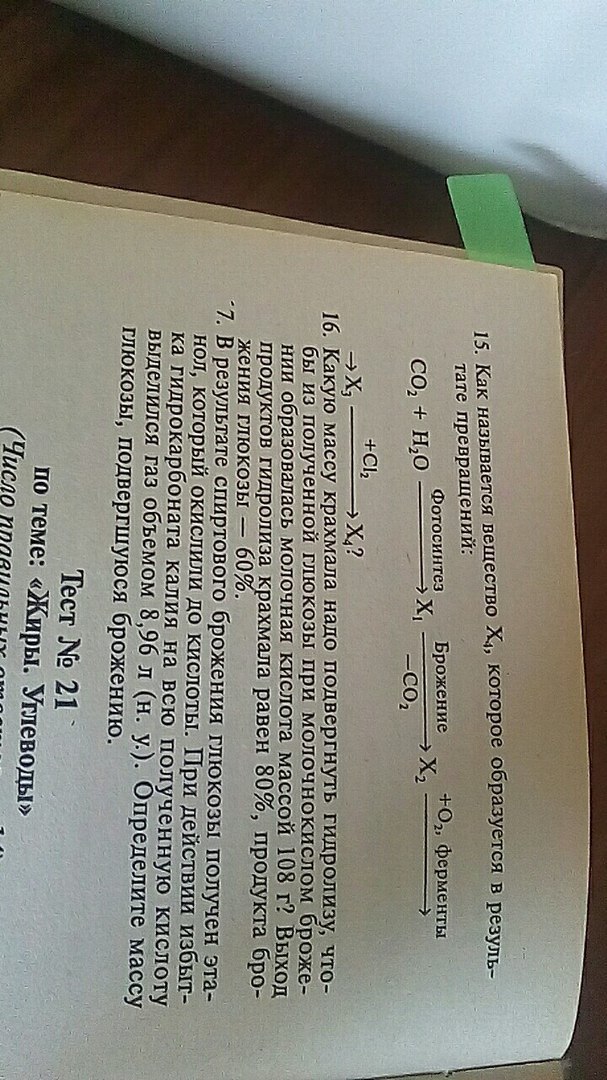 15. Как называется вещество X₄, которое образуется в резуль-
тате превращений:
Фотосинтез Брожение +O₂, ферменты
CO₂ + H₂O ⟶ X₁ ⟶ X₂ ⟶
−CO₂
+Cl₂
→X₃ ⟶ X₄?
16. Какую массу крахмала надо подвергнуть гидролизу, что-
бы из полученной глюкозы при молочнокислом броже-
нии образовалась молочная кислота массой 108 г? Выход
продуктов гидролиза крахмала равен 80%, продукта бро-
жения глюкозы — 60%.
7. В результате спиртового брожения глюкозы получен эта-
нол, который окислили до кислоты. При действии избыт-
ка гидрокарбоната калия на всю полученную кислоту
выделился газ объемом 8,96 л (н. у.). Определите массу
глюкозы, подвергшуюся брожению.
Тест № 21
по теме: «Жиры. Углеводы»
(Число правильных